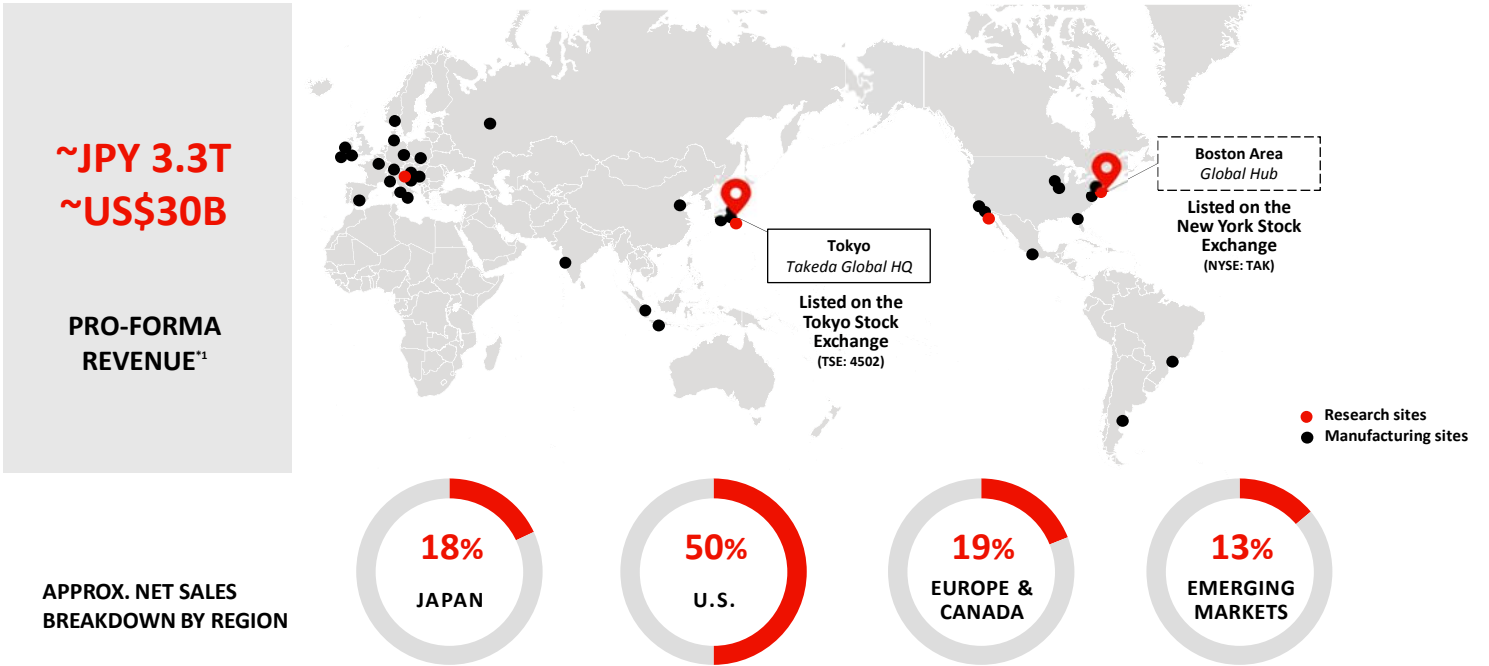 ~JPY 3.3T
~US$30B
PRO-FORMA
REVENUE*1
Tokyo
Takeda Global HQ
Listed on the
Tokyo Stock
Exchange
(TSE: 4502)
Boston Area
Global Hub
Listed on the
New York Stock
Exchange
(NYSE: TAK)
Research sites
Manufacturing sites
APPROX. NET SALES
BREAKDOWN BY REGION
18%
JAPAN
50%
U.S.
19%
EUROPE &
CANADA
13%
EMERGING
MARKETS